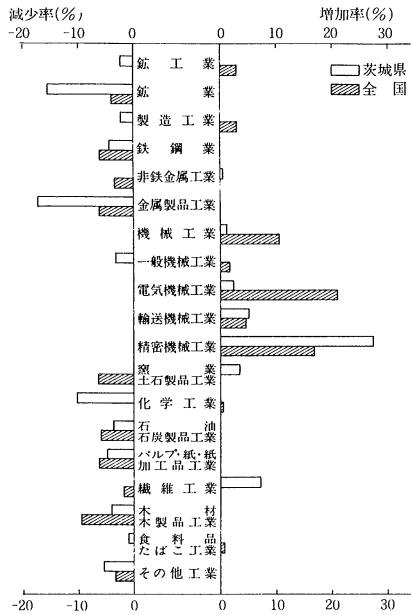 減少率(%)
増加率(%)
-20 -10 0 0 10 20 30
茨城県
全国
鉱工業
鉱業
製造工業
鉄鋼業
非鉄金属工業
金属製品工業
機械工業
一般機械工業
電気機械工業
輸送機械工業
精密機械工業
窯業
土石製品工業
化学工業
石油
石炭製品工業
パルプ・紙・紙
加工品工業
繊維工業
木材
木製品工業
食料品
たばこ工業
その他工業
-20 -10 0 0 10 20 30